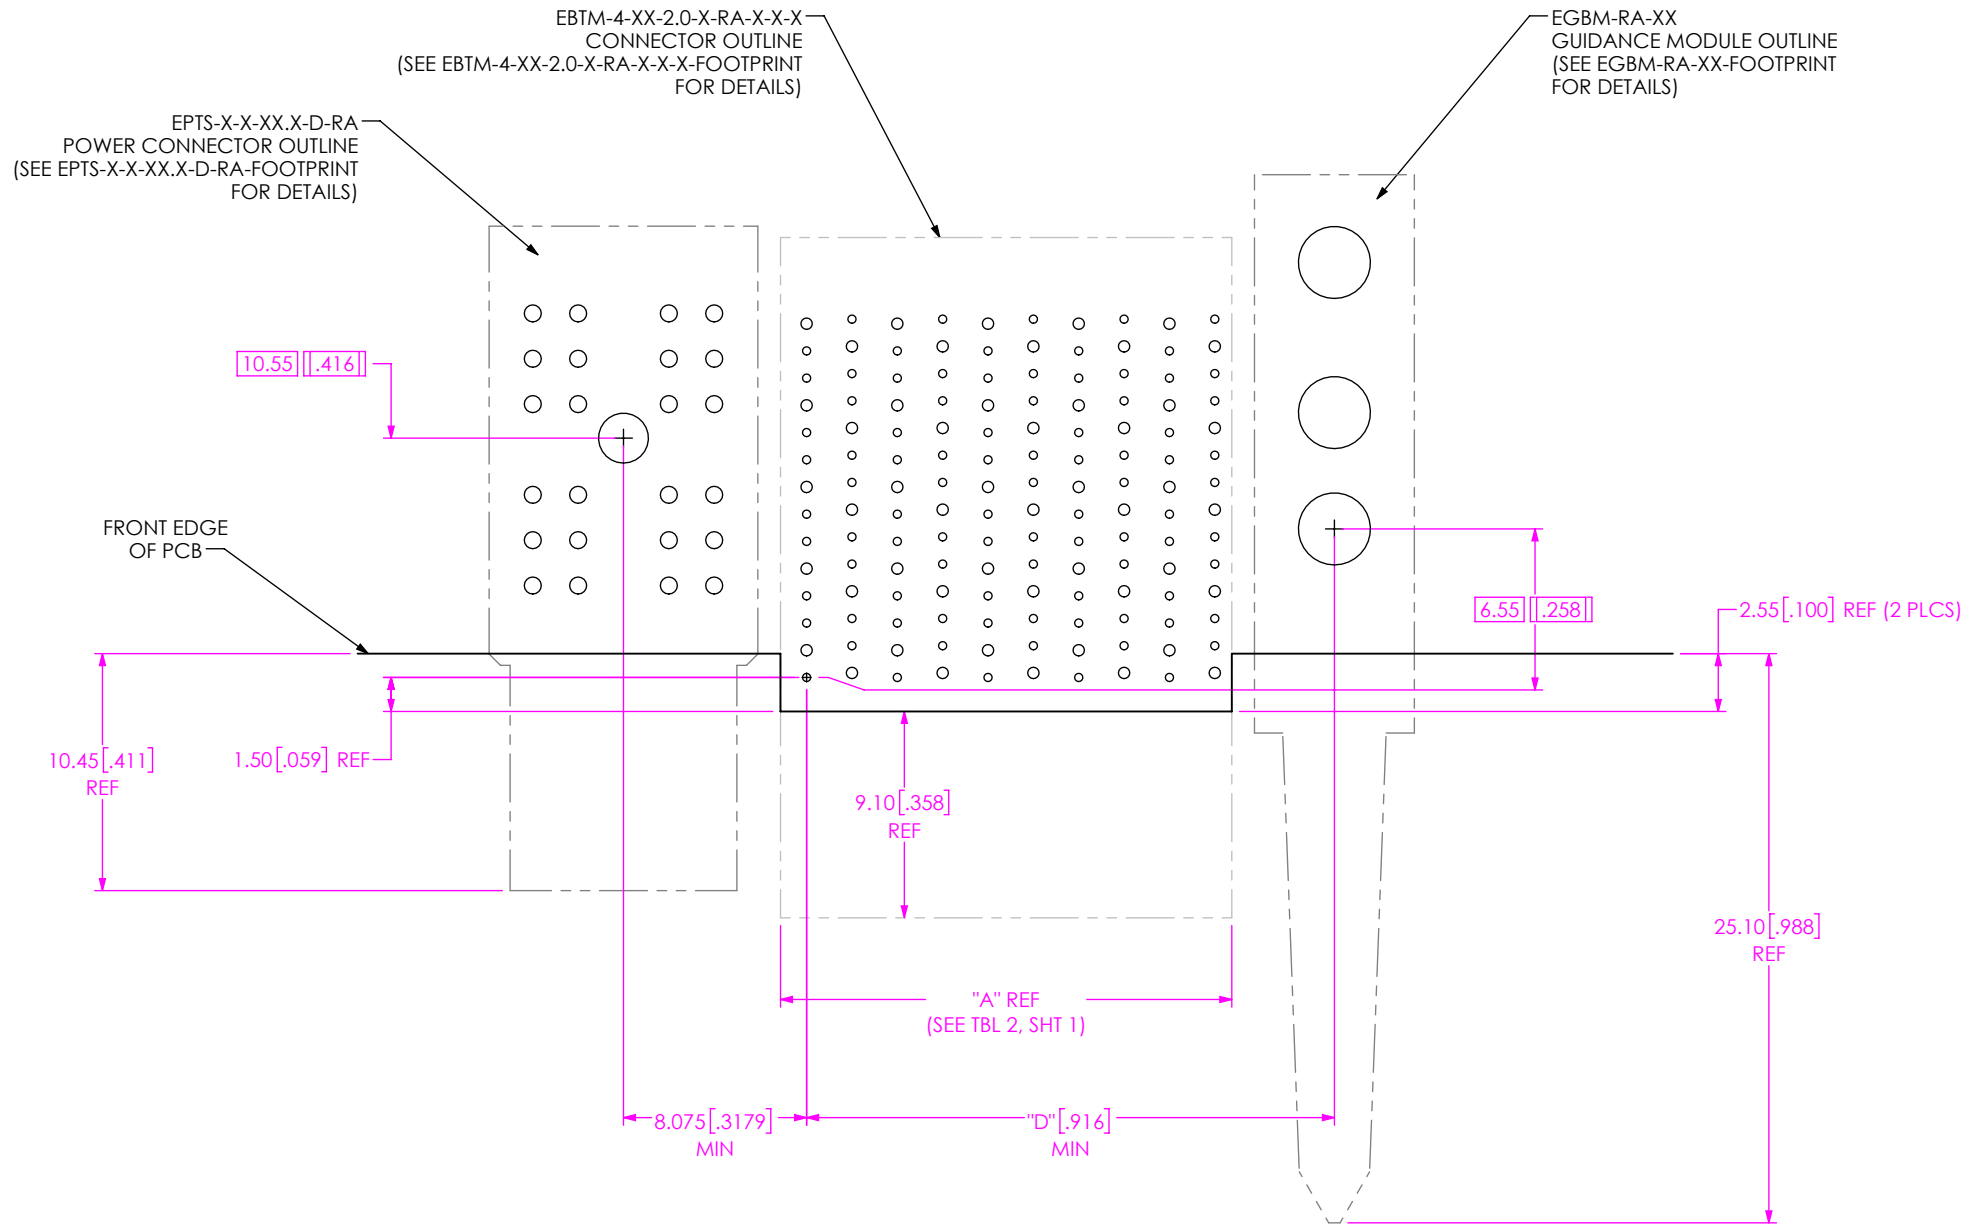 EBTM-4-XX-2.0-X-RA-X-X-X
CONNECTOR OUTLINE
(SEE EBTM-4-XX-2.0-X-RA-X-X-X-FOOTPRINT
FOR DETAILS)
EGBM-RA-XX
GUIDANCE MODULE OUTLINE
(SEE EGBM-RA-XX-FOOTPRINT
FOR DETAILS)
EPTS-X-X-XX.X-D-RA
POWER CONNECTOR OUTLINE
(SEE EPTS-X-X-XX.X-D-RA-FOOTPRINT
FOR DETAILS)
10.55 [.416]
FRONT EDGE
OF PCB
6.55 [.258]
2.55[.100] REF (2 PLCS)
10.45[.411]
REF
1.50[.059] REF
9.10[.358]
REF
25.10[.988]
REF
"A" REF
(SEE TBL 2, SHT 1)
8.075[.3179]
MIN
"D"[.916]
MIN